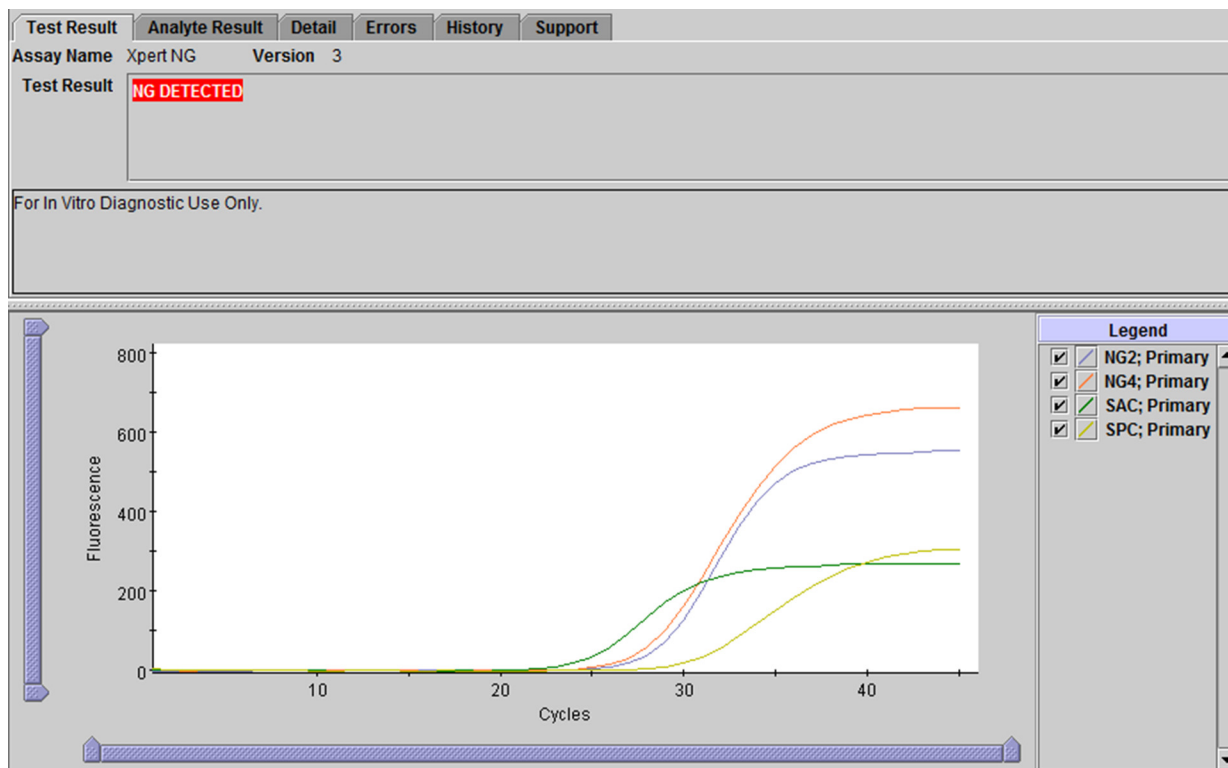 Test Result Analyte Result Detail Errors History Support
Assay Name Xpert NG Version 3
Test Result NG DETECTED
For In Vitro Diagnostic Use Only.
Legend
NG2; Primary
NG4; Primary
SAC; Primary
SPC; Primary
800
600
400
200
0
Fluorescence
10 20 30 40
Cycles